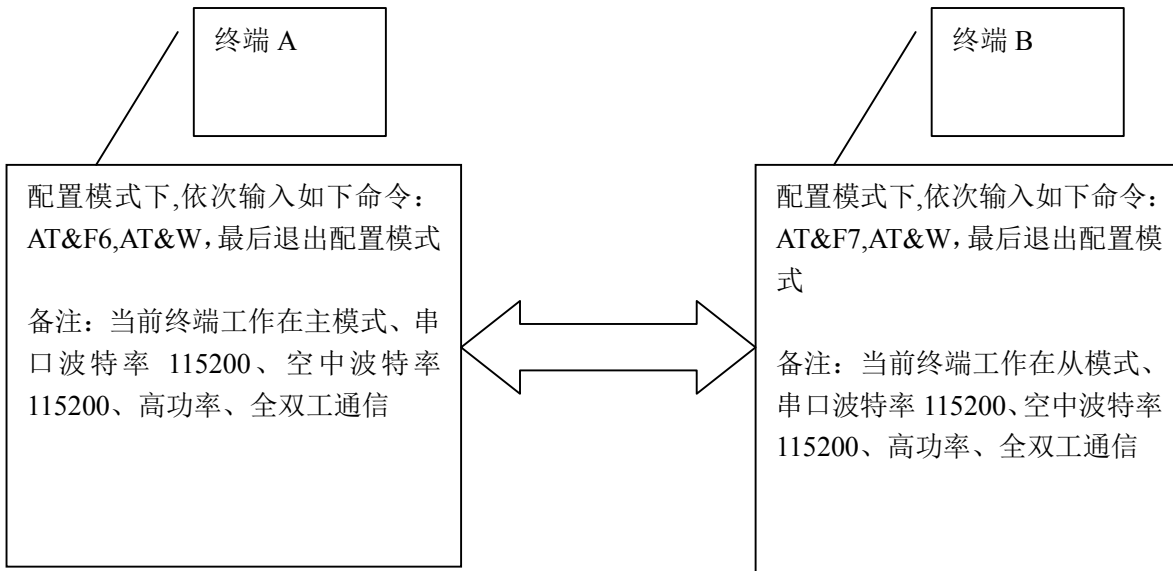 终端 A
配置模式下,依次输入如下命令：
AT&F6,AT&W，最后退出配置模式
备注：当前终端工作在主模式、串
口波特率 115200、空中波特率
115200、高功率、全双工通信
终端 B
配置模式下,依次输入如下命令：
AT&F7,AT&W，最后退出配置模
式
备注：当前终端工作在从模式、
串口波特率 115200、空中波特率
115200、高功率、全双工通信